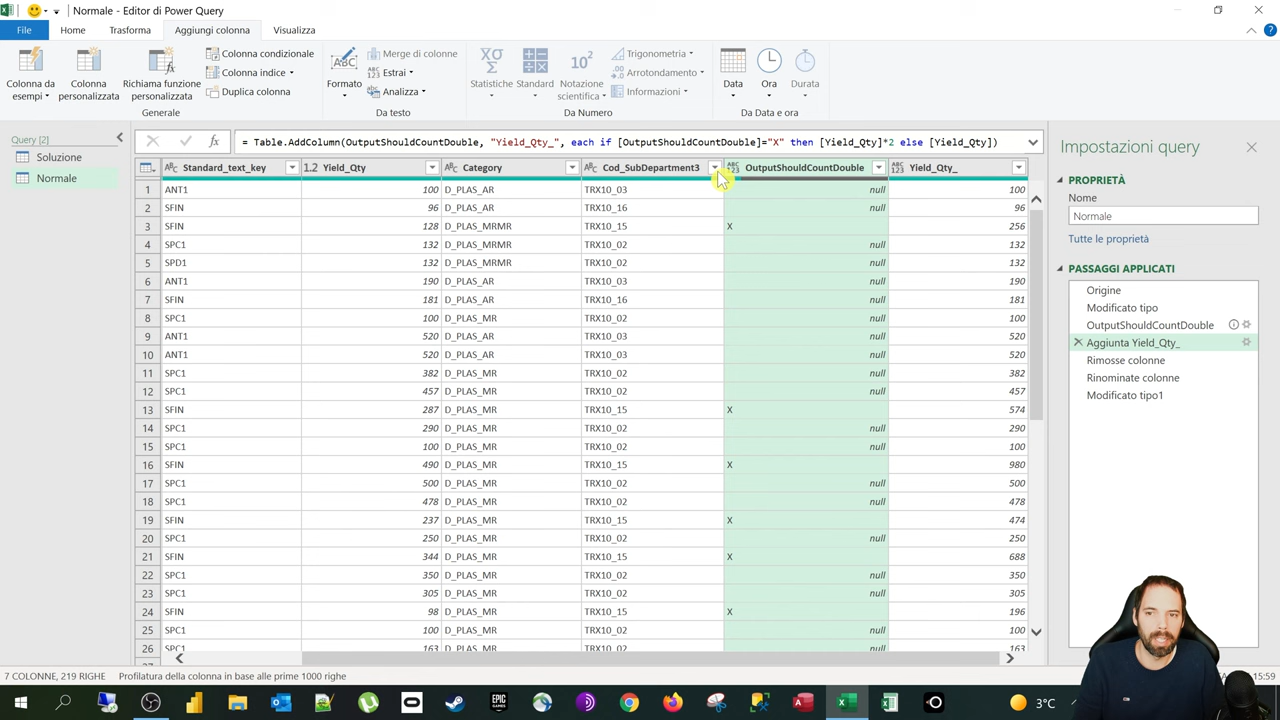 Normale - Editor di Power Query
File Home Trasforma Aggiungi colonna Visualizza
Colonna da esempi
Colonna personalizzata
Richiama funzione personalizzata
Colonna condizionale
Colonna indice
Duplica colonna
Generale
Formato
Merge di colonne
Estrai
Analizza
Da testo
Statistiche
Standard
Notazione scientifica
Trigonometria
Arrotondamento
Informazioni
Da Numero
Data
Ora
Durata
Da Data e ora
Query [2]
Soluzione
Normale
= Table.AddColumn(OutputShouldCountDouble, "Yield_Qty_", each if [OutputShouldCountDouble]="X" then [Yield_Qty]*2 else [Yield_Qty])
Standard_text_key 1.2 Yield_Qty Category Cod_SubDepartment3 OutputShouldCountDouble Yield_Qty_
1 ANT1 100 D_PLAS_AR TRX10_03 null 100
2 SFIN 96 D_PLAS_AR TRX10_16 null 96
3 SFIN 128 D_PLAS_MRMR TRX10_15 X 256
4 SPC1 132 D_PLAS_MRMR TRX10_02 null 132
5 SPD1 132 D_PLAS_MRMR TRX10_02 null 132
6 ANT1 190 D_PLAS_AR TRX10_03 null 190
7 SFIN 181 D_PLAS_AR TRX10_16 null 181
8 SPC1 100 D_PLAS_MR TRX10_02 null 100
9 ANT1 520 D_PLAS_AR TRX10_03 null 520
10 ANT1 520 D_PLAS_AR TRX10_03 null 520
11 SPC1 382 D_PLAS_MR TRX10_02 null 382
12 SPC1 457 D_PLAS_MR TRX10_02 null 457
13 SFIN 287 D_PLAS_MR TRX10_15 X 574
14 SPC1 290 D_PLAS_MR TRX10_02 null 290
15 SPC1 100 D_PLAS_MR TRX10_02 null 100
16 SFIN 490 D_PLAS_MR TRX10_15 X 980
17 SPC1 500 D_PLAS_MR TRX10_02 null 500
18 SPC1 478 D_PLAS_MR TRX10_02 null 478
19 SFIN 237 D_PLAS_MR TRX10_15 X 474
20 SPC1 250 D_PLAS_MR TRX10_02 null 250
21 SFIN 344 D_PLAS_MR TRX10_15 X 688
22 SPC1 350 D_PLAS_MR TRX10_02 null 350
23 SPC1 305 D_PLAS_MR TRX10_02 null 305
24 SFIN 98 D_PLAS_MR TRX10_15 X 196
25 SPC1 100 D_PLAS_MR TRX10_02 null 100
26 SPC1 163 D_PLAS_MR TRX10_02 null 163
Impostazioni query
PROPRIETÀ
Nome
Normale
Tutte le proprietà
PASSAGGI APPLICATI
Origine
Modificato tipo
OutputShouldCountDouble
Aggiunta Yield_Qty_
Rimosse colonne
Rinominate colonne
Modificato tipo1
7 COLONNE, 219 RIGHE Profilatura della colonna in base alle prime 1000 righe
15:59
3°C